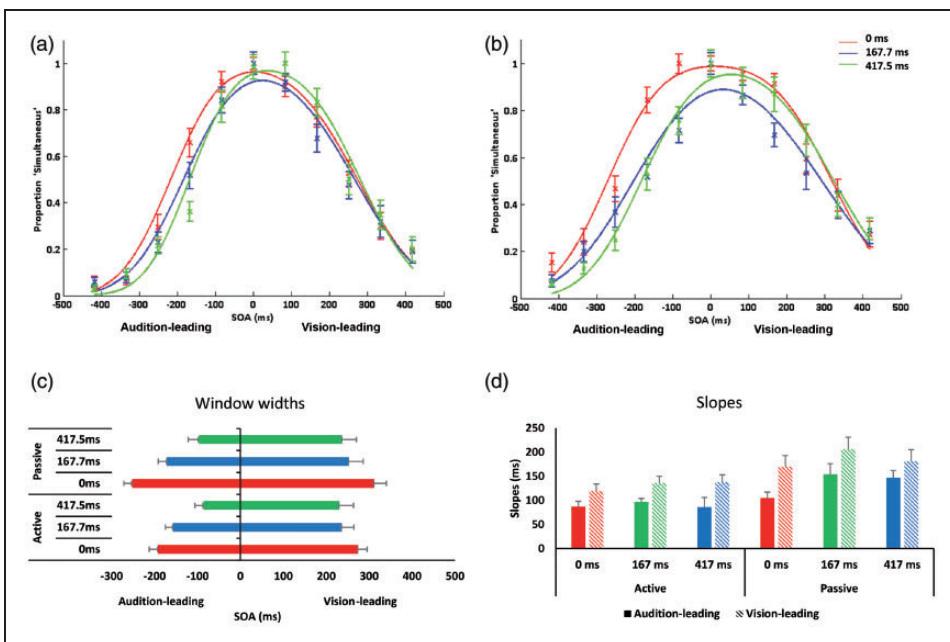 (a)
Proportion 'Simultaneous'
1
0.8
0.6
0.4
0.2
0
-500 -400 -300 -200 -100 0 100 200 300 400 500
SOA (ms)
Audition-leading Vision-leading
(b)
0 ms
167.7 ms
417.5 ms
Proportion 'Simultaneous'
1
0.8
0.6
0.4
0.2
0
-500 -400 -300 -200 -100 0 100 200 300 400 500
SOA (ms)
Audition-leading Vision-leading
(c)
Window widths
Passive
417.5ms
167.7ms
0ms
Active
417.5ms
167.7ms
0ms
-300 -200 -100 0 100 200 300 400 500
Audition-leading Vision-leading
SOA (ms)
(d)
Slopes
Slopes (ms)
250
200
150
100
50
0
0 ms 167 ms 417 ms 0 ms 167 ms 417 ms
Active Passive
Audition-leading Vision-leading